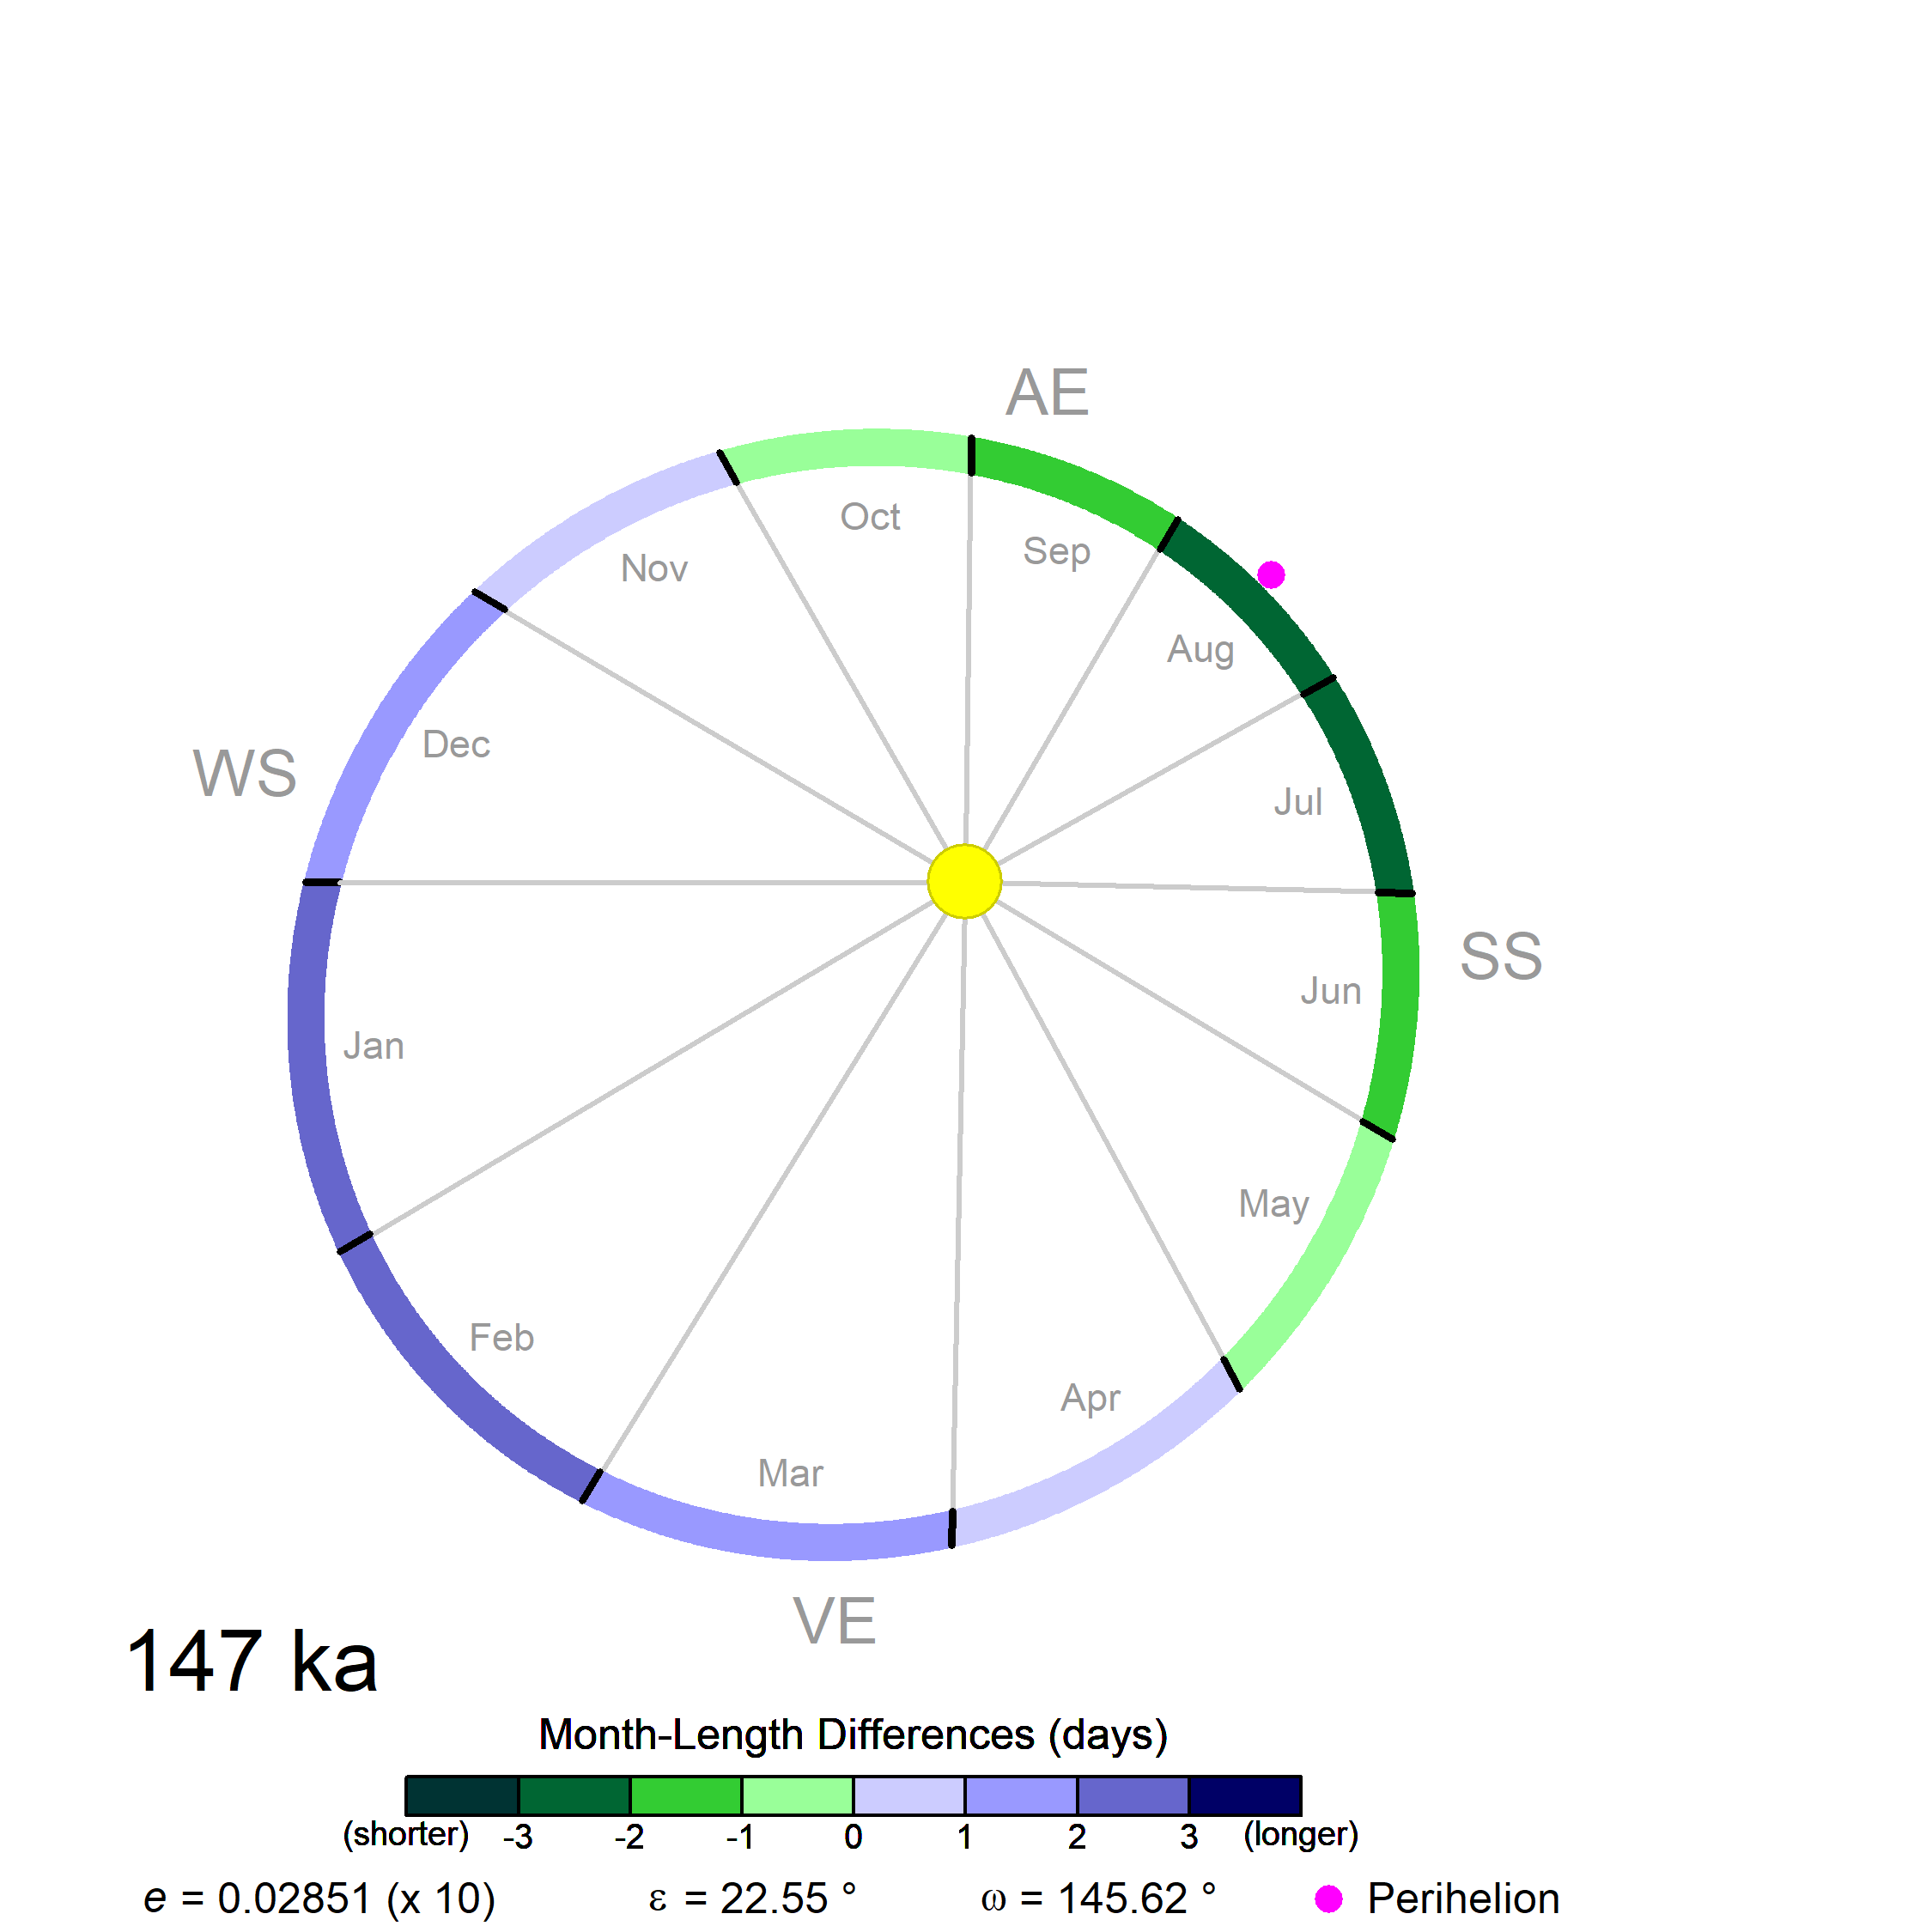 AE
Oct
Sep
Nov
Aug
Dec
WS
Jul
SS
Jun
Jan
May
Feb
Apr
Mar
VE
147 ka
Month-Length Differences (days)
(shorter) -3 -2 -1 0 1 2 3 (longer)
e = 0.02851 (x 10) ε = 22.55 ° ω = 145.62 ° Perihelion